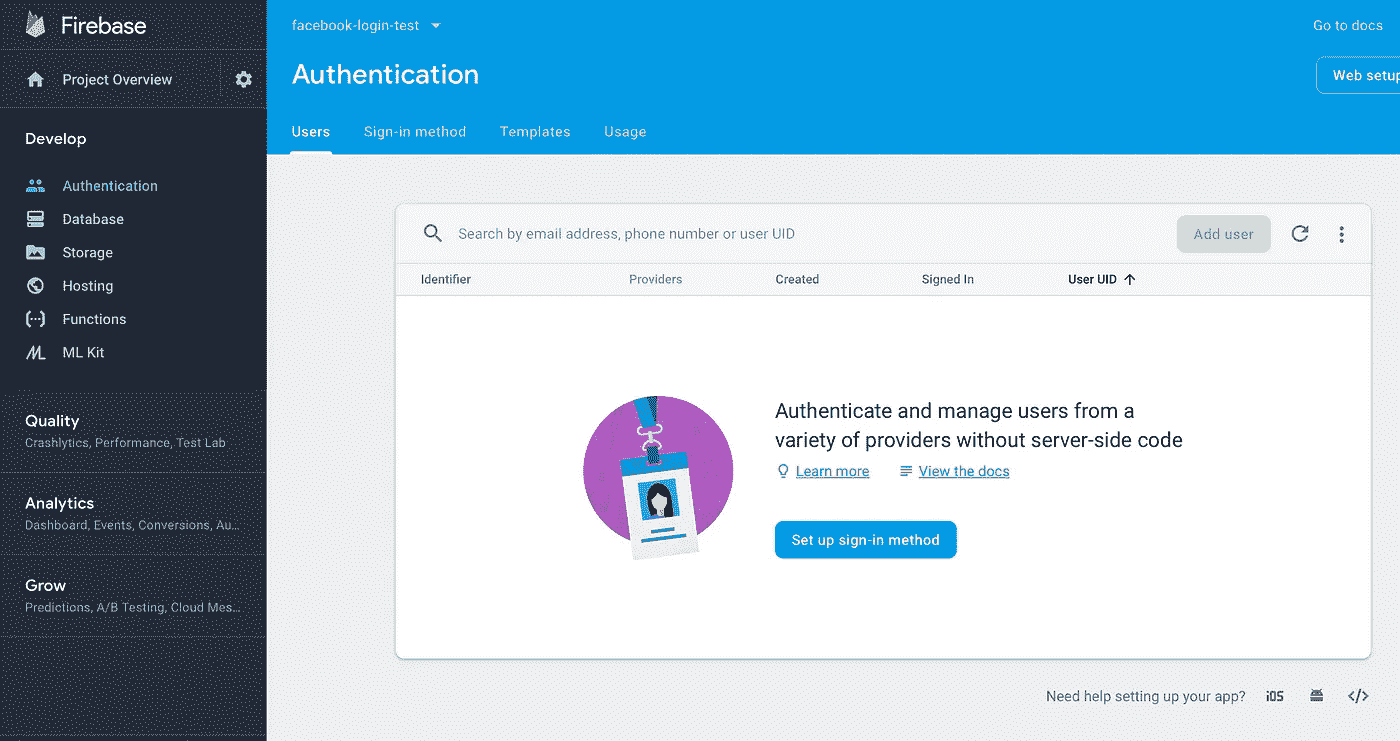 Firebase
Project Overview
Develop
Authentication
Database
Storage
Hosting
Functions
ML Kit
Quality
Crashlytics, Performance, Test Lab
Analytics
Dashboard, Events, Conversions, Au...
Grow
Predictions, A/B Testing, Cloud Mes...
facebook-login-test
Go to docs
Authentication
Web setup
Users Sign-in method Templates Usage
Search by email address, phone number or user UID
Add user
Identifier Providers Created Signed In User UID
Authenticate and manage users from a
variety of providers without server-side code
Learn more View the docs
Set up sign-in method
Need help setting up your app? iOS